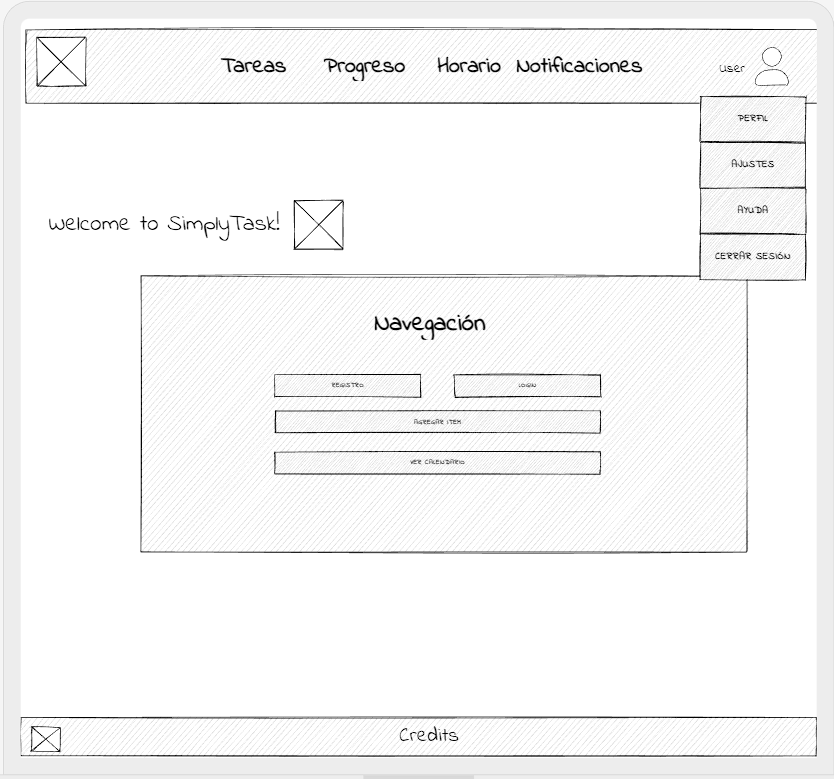 Tareas Progreso Horario Notificaciones user
PERFIL
AJUSTES
AYUDA
CERRAR SESIÓN
Welcome to SimplyTask!
Navegación
REGISTRO LOGIN
AGREGAR ITEM
VER CALENDARIO
Credits